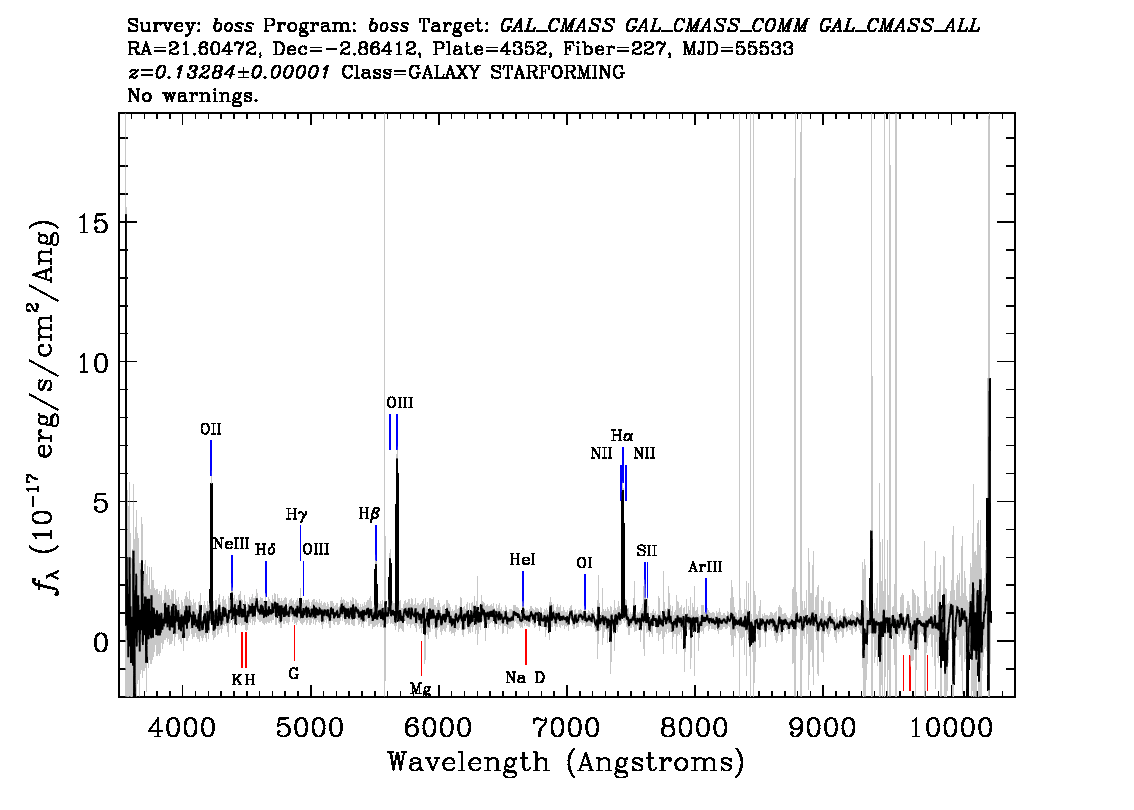 Survey: boss Program: boss Target: GAL_CMASS GAL_CMASS_COMM GAL_CMASS_ALL
RA=21.60472, Dec=-2.86412, Plate=4352, Fiber=227, MJD=55533
z=0.13284±0.00001 Class=GALAXY STARFORMING
No warnings.
15
10
5
0
f_λ (10^-17 erg/s/cm^2/Ang)
OIII
OII
Hα
NII NII
Hγ Hβ
NeIII Hδ OIII
HeI OI SII ArIII
K H G Mg Na D
4000 5000 6000 7000 8000 9000 10000
Wavelength (Angstroms)